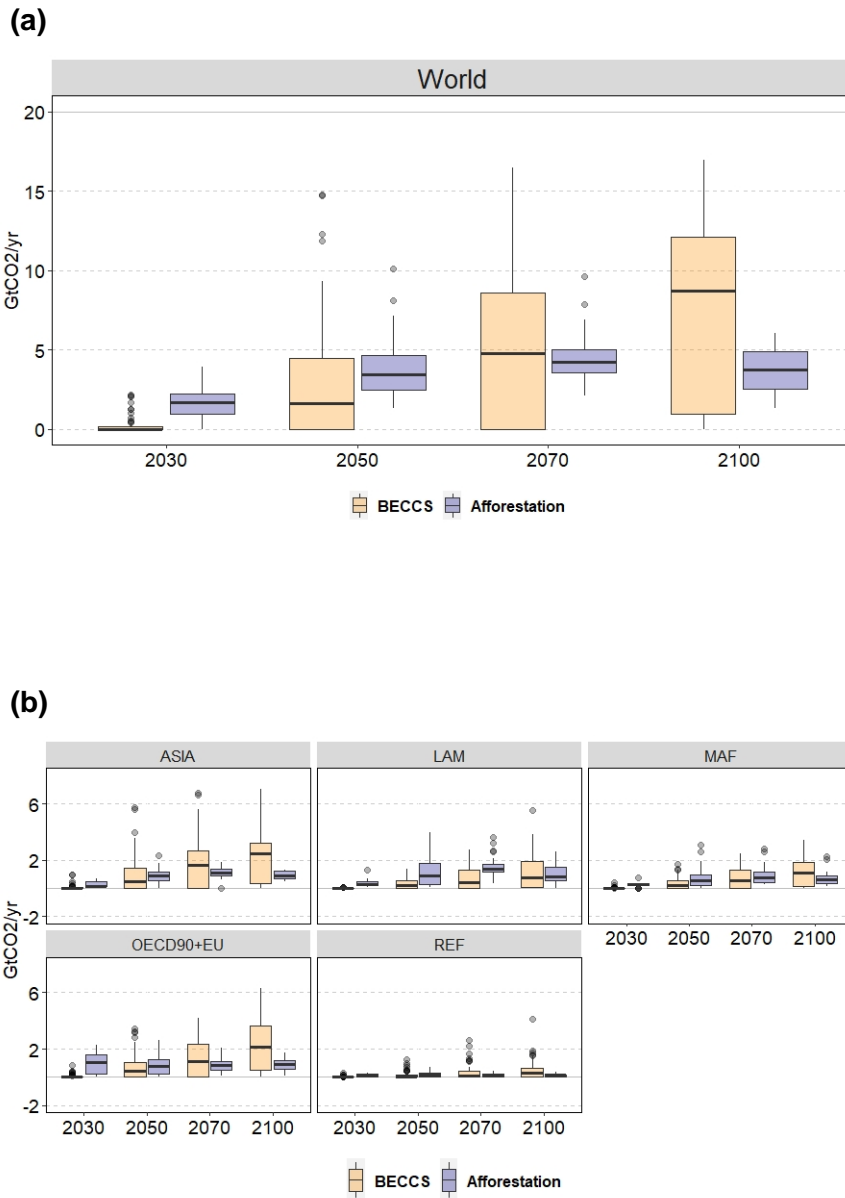 (a)
World
GtCO2/yr
20
15
10
5
0
2030 2050 2070 2100
BECCS Afforestation
(b)
ASIA LAM MAF
6
2
-2
2030 2050 2070 2100
OECD90+EU REF
GtCO2/yr
6
2
-2
2030 2050 2070 2100 2030 2050 2070 2100
BECCS Afforestation